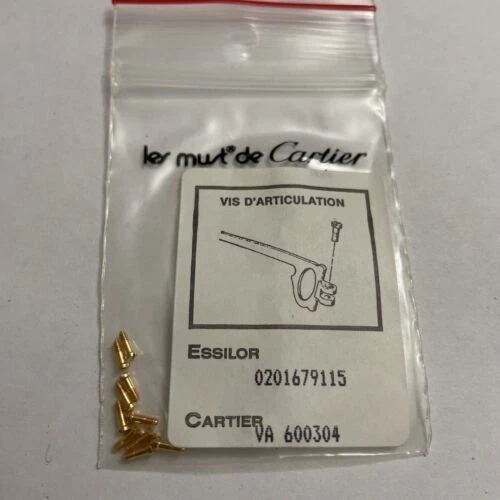 les must® de Cartier
VIS D'ARTICULATION
ESSILOR
0201679115
CARTIER
VA 600304